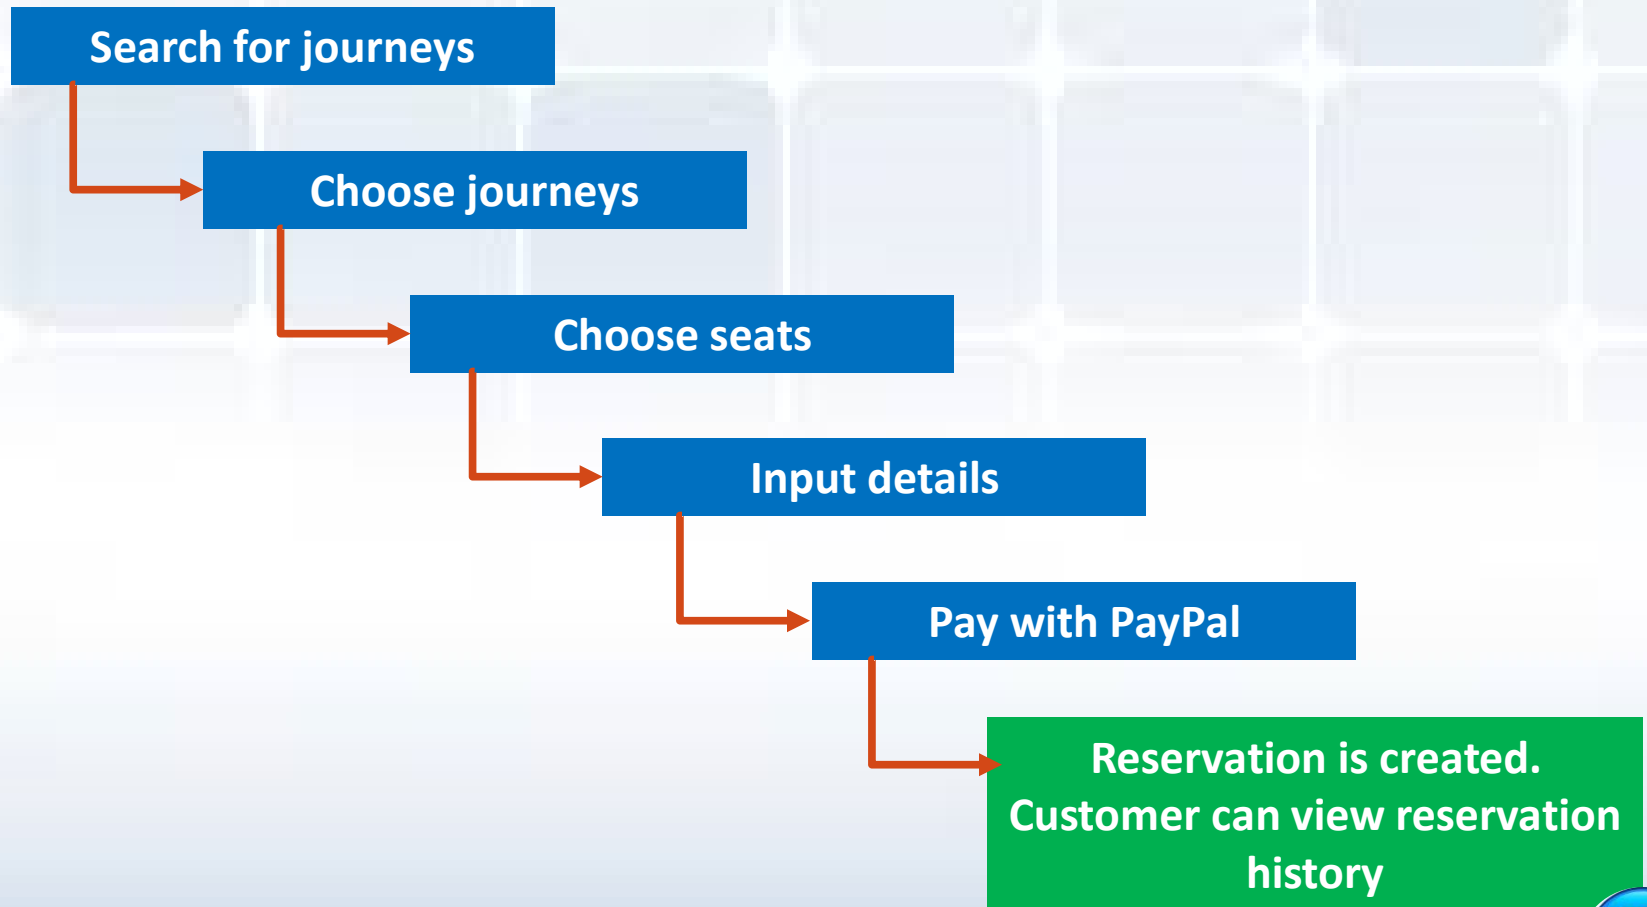 Search for journeys
Choose journeys
Choose seats
Input details
Pay with PayPal
Reservation is created.
Customer can view reservation
history